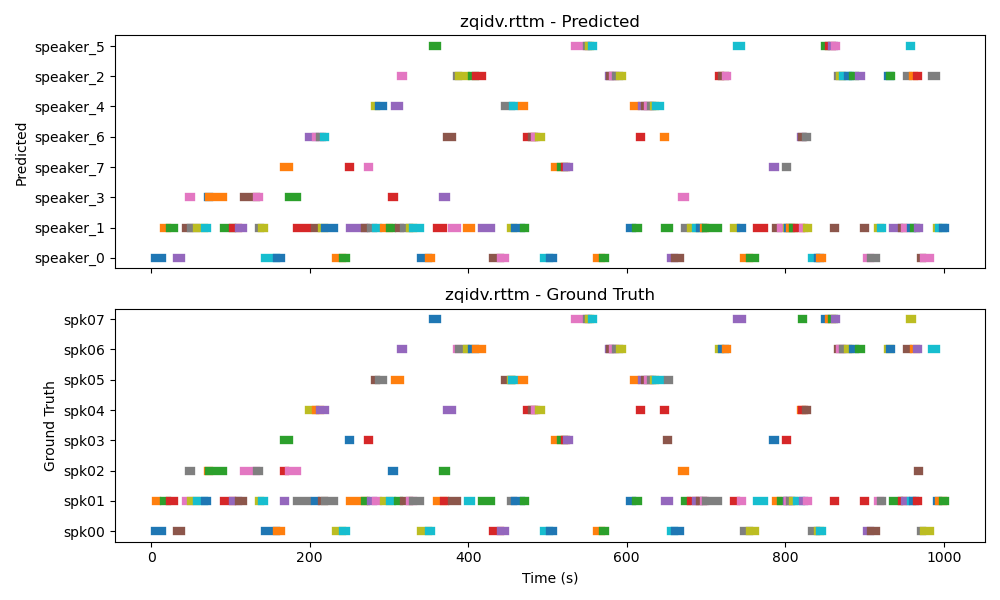 zqidv.rttm - Predicted
Predicted
speaker_5
speaker_2
speaker_4
speaker_6
speaker_7
speaker_3
speaker_1
speaker_0
zqidv.rttm - Ground Truth
Ground Truth
spk07
spk06
spk05
spk04
spk03
spk02
spk01
spk00
0 200 400 600 800 1000
Time (s)